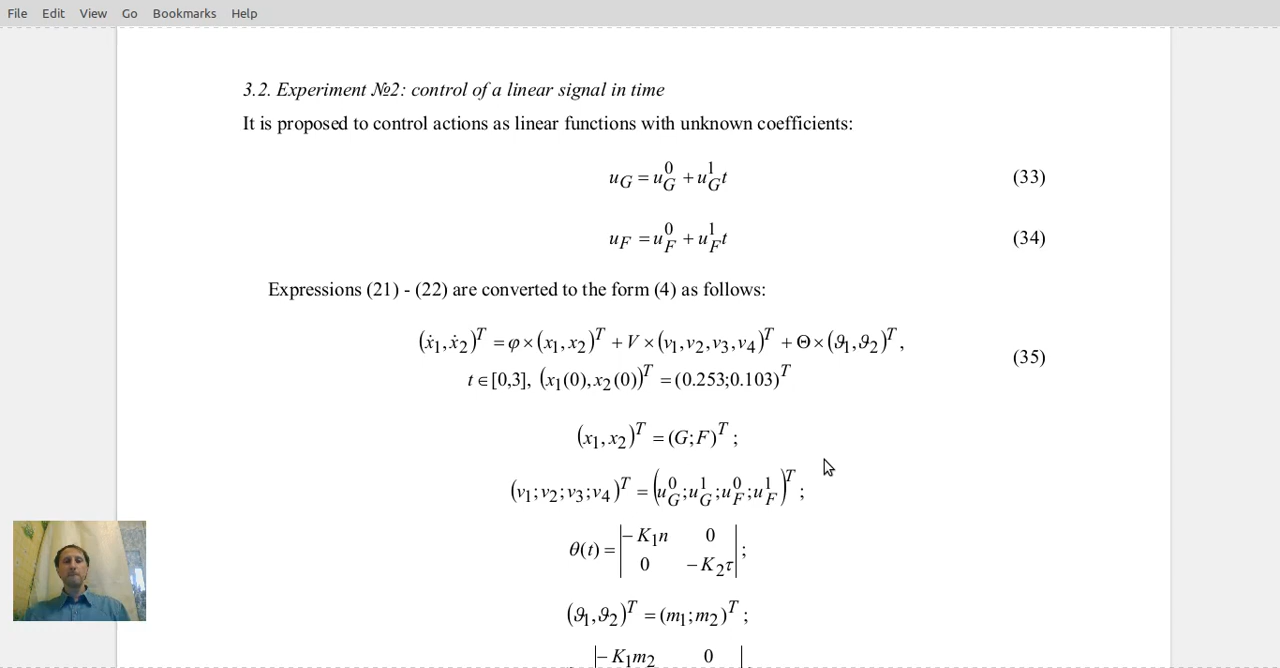 File Edit View Go Bookmarks Help
3.2. Experiment №2: control of a linear signal in time
It is proposed to control actions as linear functions with unknown coefficients:
u_G = u_G^0 + u_G^1 t (33)
u_F = u_F^0 + u_F^1 t (34)
Expressions (21) - (22) are converted to the form (4) as follows:
(ẋ1, ẋ2)^T = φ × (x1, x2)^T + V × (v1, v2, v3, v4)^T + Θ × (ϑ1, ϑ2)^T, (35)
t ∈ [0,3], (x1(0), x2(0))^T = (0.253; 0.103)^T
(x1, x2)^T = (G; F)^T ;
(v1; v2; v3; v4)^T = (u_G^0; u_G^1; u_F^0; u_F^1)^T ;
θ(t) = | − K1n 0 |
| 0 − K2τ | ;
(ϑ1, ϑ2)^T = (m1; m2)^T ;
| − K1m2 0 |